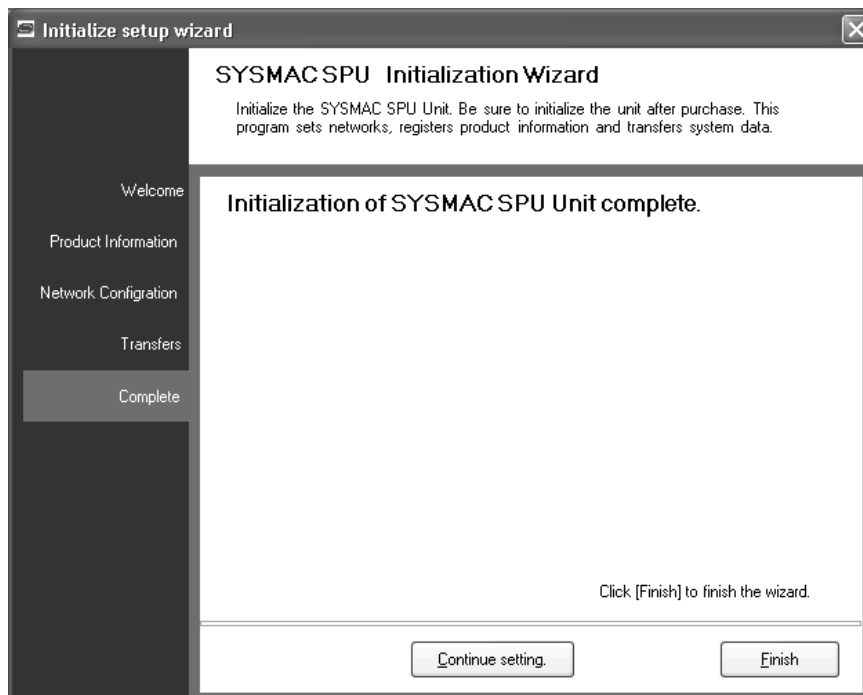 Initialize setup wizard
SYSMAC SPU Initialization Wizard
Initialize the SYSMAC SPU Unit. Be sure to initialize the unit after purchase. This
program sets networks, registers product information and transfers system data.
Welcome
Product Information
Network Configration
Transfers
Complete
Initialization of SYSMAC SPU Unit complete.
Click [Finish] to finish the wizard.
Continue setting.
Finish